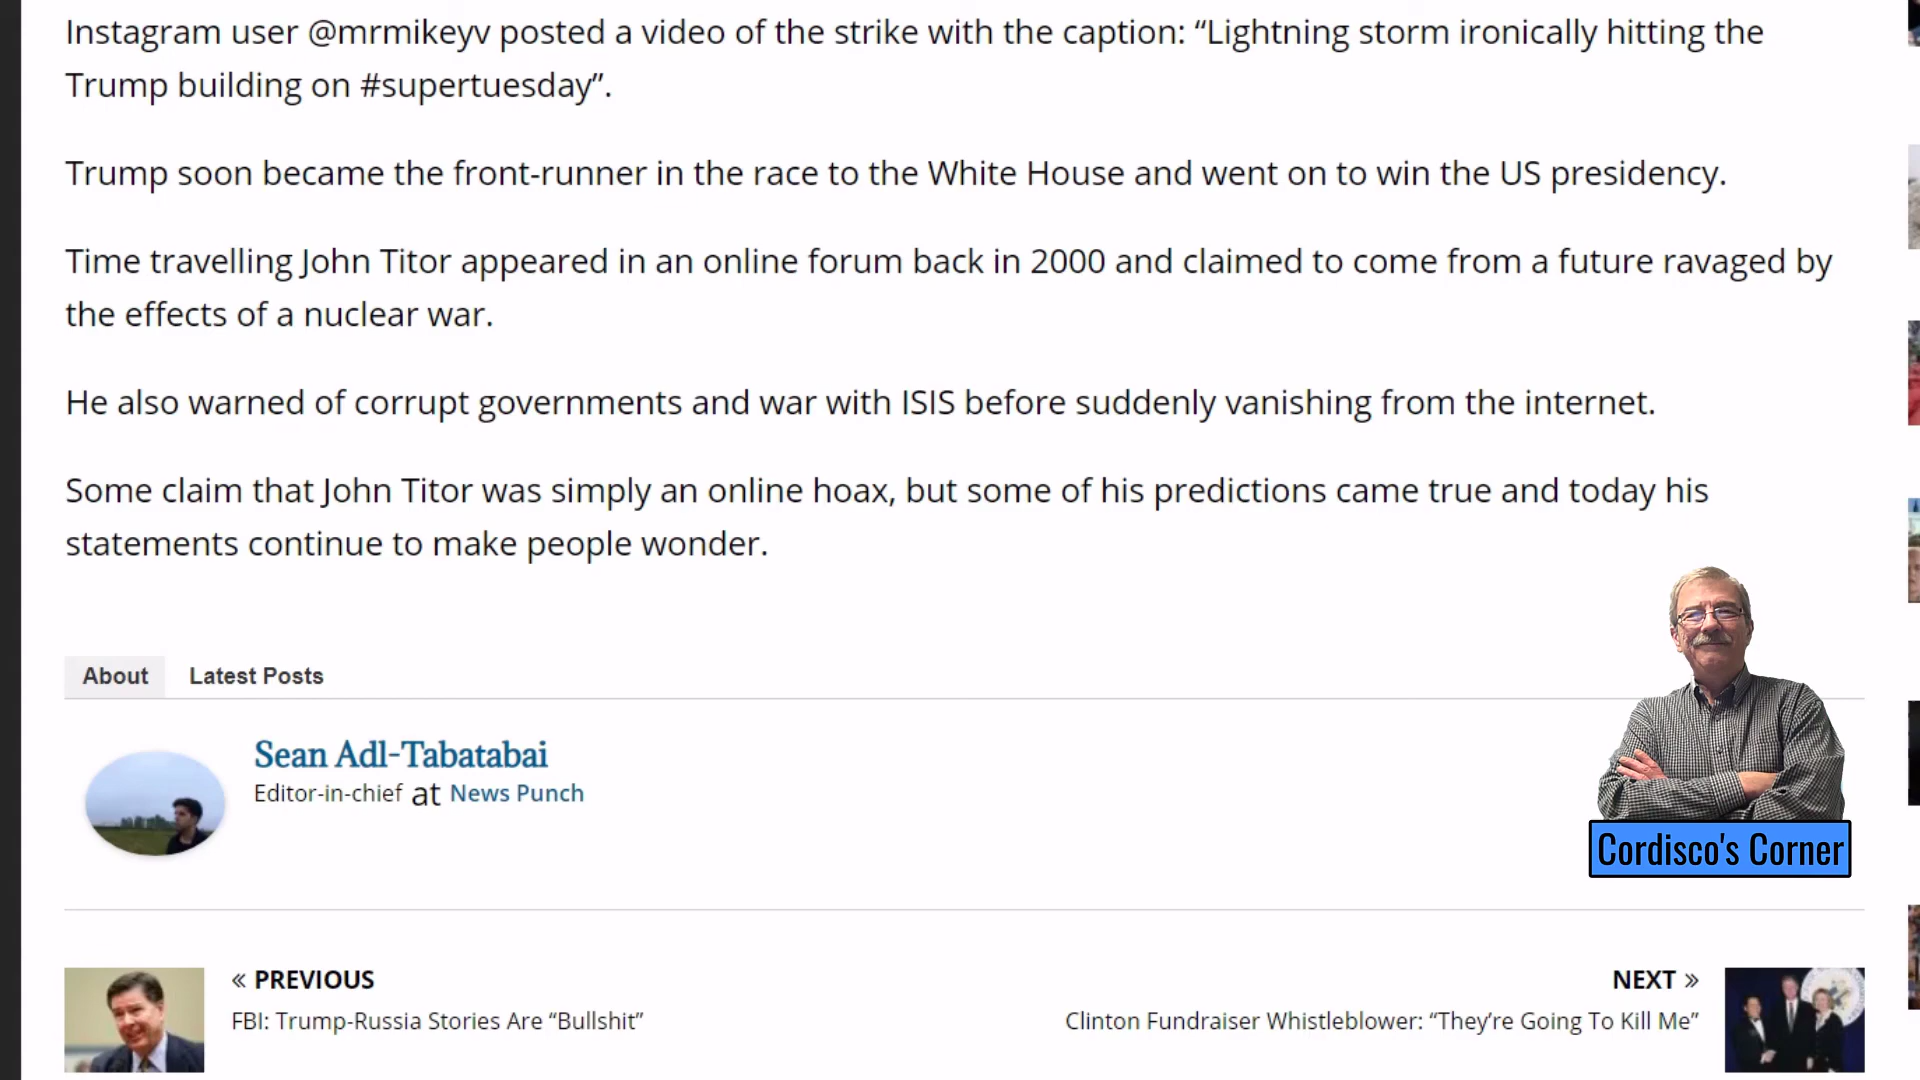 Instagram user @mrmikeyv posted a video of the strike with the caption: “Lightning storm ironically hitting the
Trump building on #supertuesday”.
Trump soon became the front-runner in the race to the White House and went on to win the US presidency.
Time travelling John Titor appeared in an online forum back in 2000 and claimed to come from a future ravaged by
the effects of a nuclear war.
He also warned of corrupt governments and war with ISIS before suddenly vanishing from the internet.
Some claim that John Titor was simply an online hoax, but some of his predictions came true and today his
statements continue to make people wonder.
About Latest Posts
Sean Adl-Tabatabai
Editor-in-chief at News Punch
Cordisco's Corner
« PREVIOUS
FBI: Trump-Russia Stories Are “Bullshit”
NEXT »
Clinton Fundraiser Whistleblower: “They’re Going To Kill Me”